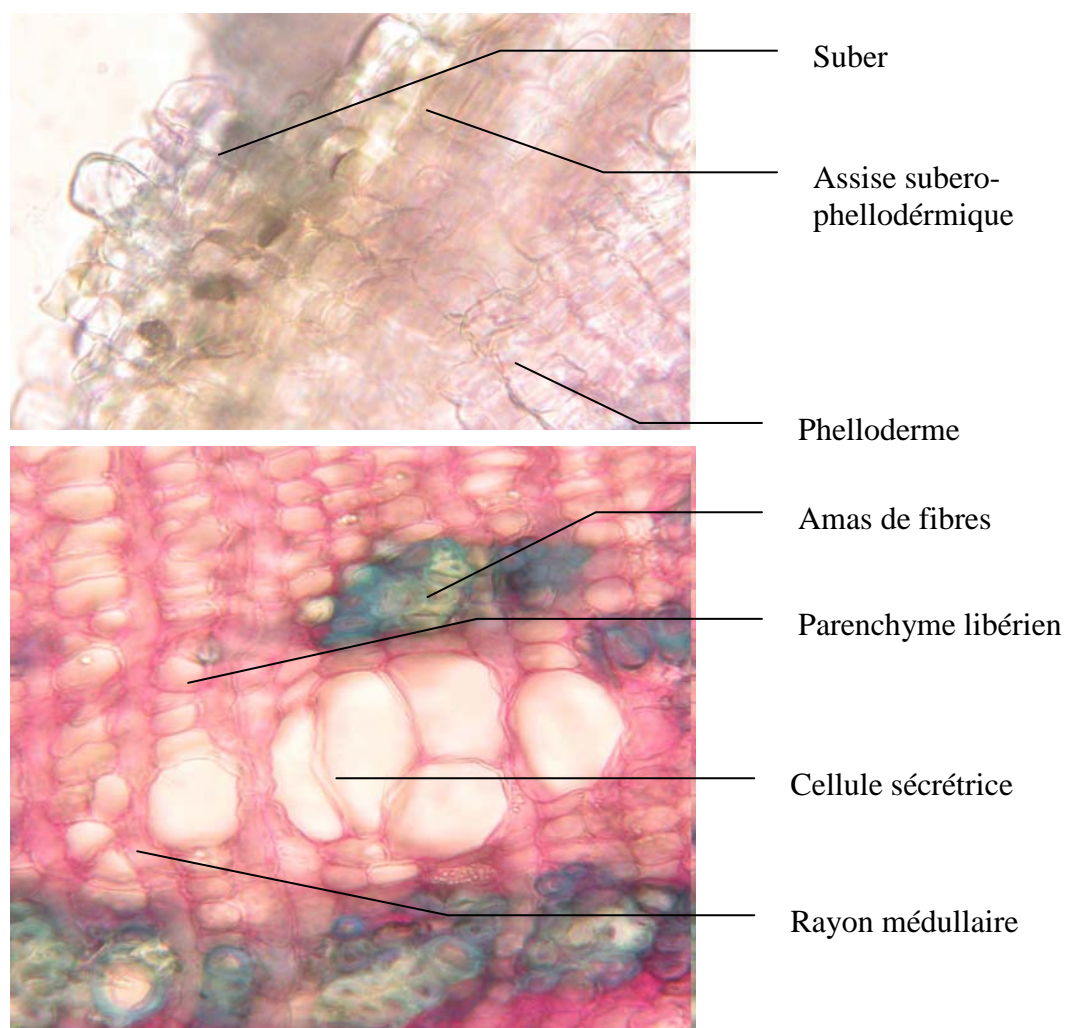 Suber
Assise subero-
phellodérmique
Phelloderme
Amas de fibres
Parenchyme libérien
Cellule sécrétrice
Rayon médullaire